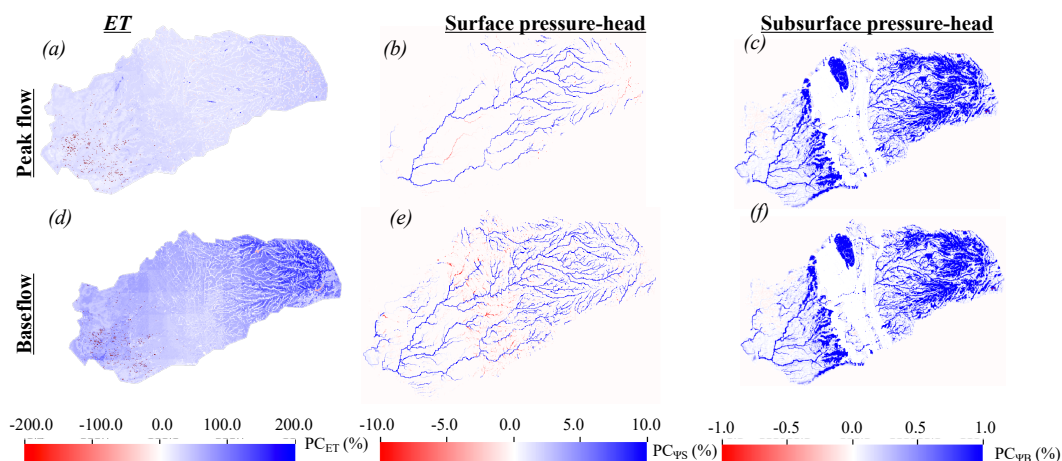 ET Surface pressure-head Subsurface pressure-head
(a) (b) (c)
Peak flow
(d) (e) (f)
Baseflow
-200.0 -100.0 0.0 100.0 200.0 PC_ET (%)
-10.0 -5.0 0.0 5.0 10.0 PC_ΨS (%)
-1.0 -0.5 0.0 0.5 1.0 PC_ΨB (%)